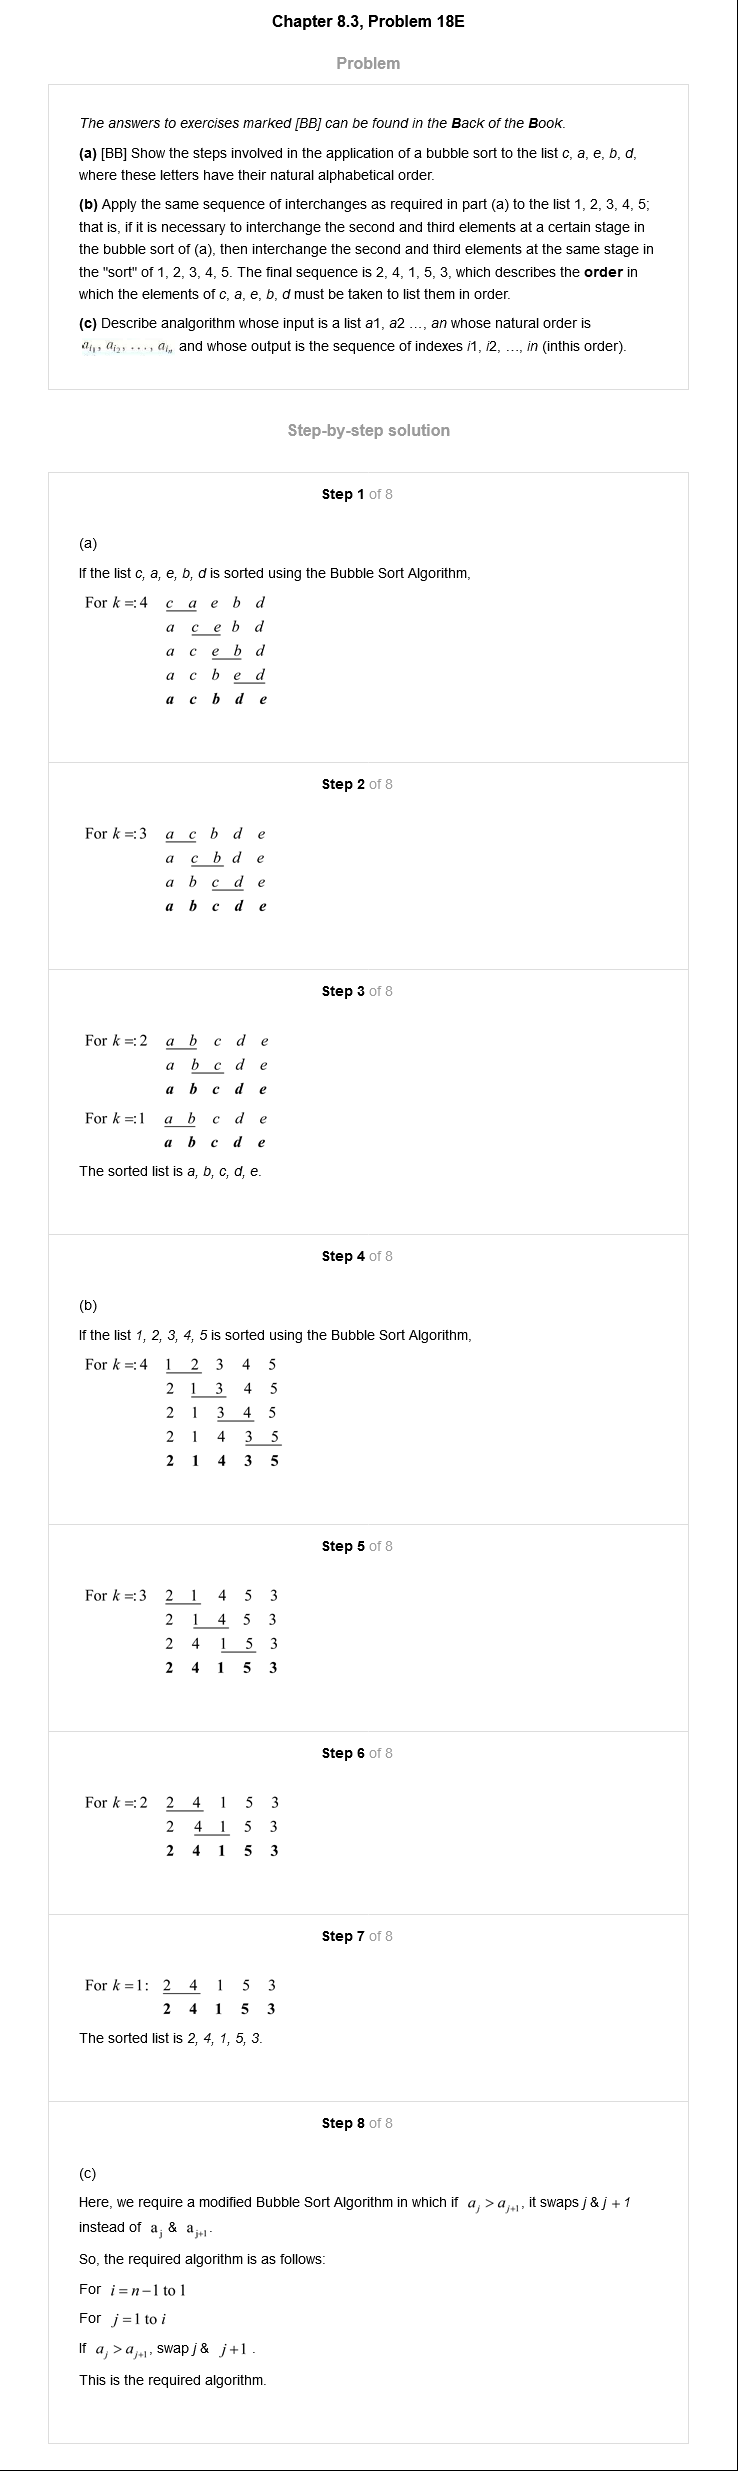 Chapter 8.3, Problem 18E
Problem
The answers to exercises marked [BB] can be found in the Back of the Book.
(a) [BB] Show the steps involved in the application of a bubble sort to the list c, a, e, b, d,
where these letters have their natural alphabetical order.
(b) Apply the same sequence of interchanges as required in part (a) to the list 1, 2, 3, 4, 5;
that is, if it is necessary to interchange the second and third elements at a certain stage in
the bubble sort of (a), then interchange the second and third elements at the same stage in
the "sort" of 1, 2, 3, 4, 5. The final sequence is 2, 4, 1, 5, 3, which describes the order in
which the elements of c, a, e, b, d must be taken to list them in order.
(c) Describe analgorithm whose input is a list a1, a2 ..., an whose natural order is
a_{i_1}, a_{i_2}, ..., a_{i_n} and whose output is the sequence of indexes i1, i2, ..., in (inthis order).
Step-by-step solution
Step 1 of 8
(a)
If the list c, a, e, b, d is sorted using the Bubble Sort Algorithm,
For k =: 4 c a e b d
a c e b d
a c e b d
a c b e d
a c b d e
Step 2 of 8
For k =: 3 a c b d e
a c b d e
a b c d e
a b c d e
Step 3 of 8
For k =: 2 a b c d e
a b c d e
a b c d e
For k =: 1 a b c d e
a b c d e
The sorted list is a, b, c, d, e.
Step 4 of 8
(b)
If the list 1, 2, 3, 4, 5 is sorted using the Bubble Sort Algorithm,
For k =: 4 1 2 3 4 5
2 1 3 4 5
2 1 3 4 5
2 1 4 3 5
2 1 4 3 5
Step 5 of 8
For k =: 3 2 1 4 5 3
2 1 4 5 3
2 4 1 5 3
2 4 1 5 3
Step 6 of 8
For k =: 2 2 4 1 5 3
2 4 1 5 3
2 4 1 5 3
Step 7 of 8
For k = 1: 2 4 1 5 3
2 4 1 5 3
The sorted list is 2, 4, 1, 5, 3.
Step 8 of 8
(c)
Here, we require a modified Bubble Sort Algorithm in which if a_j > a_{j+1}, it swaps j & j + 1
instead of a_j & a_{j+1}.
So, the required algorithm is as follows:
For i = n − 1 to 1
For j = 1 to i
If a_j > a_{j+1}, swap j & j + 1 .
This is the required algorithm.